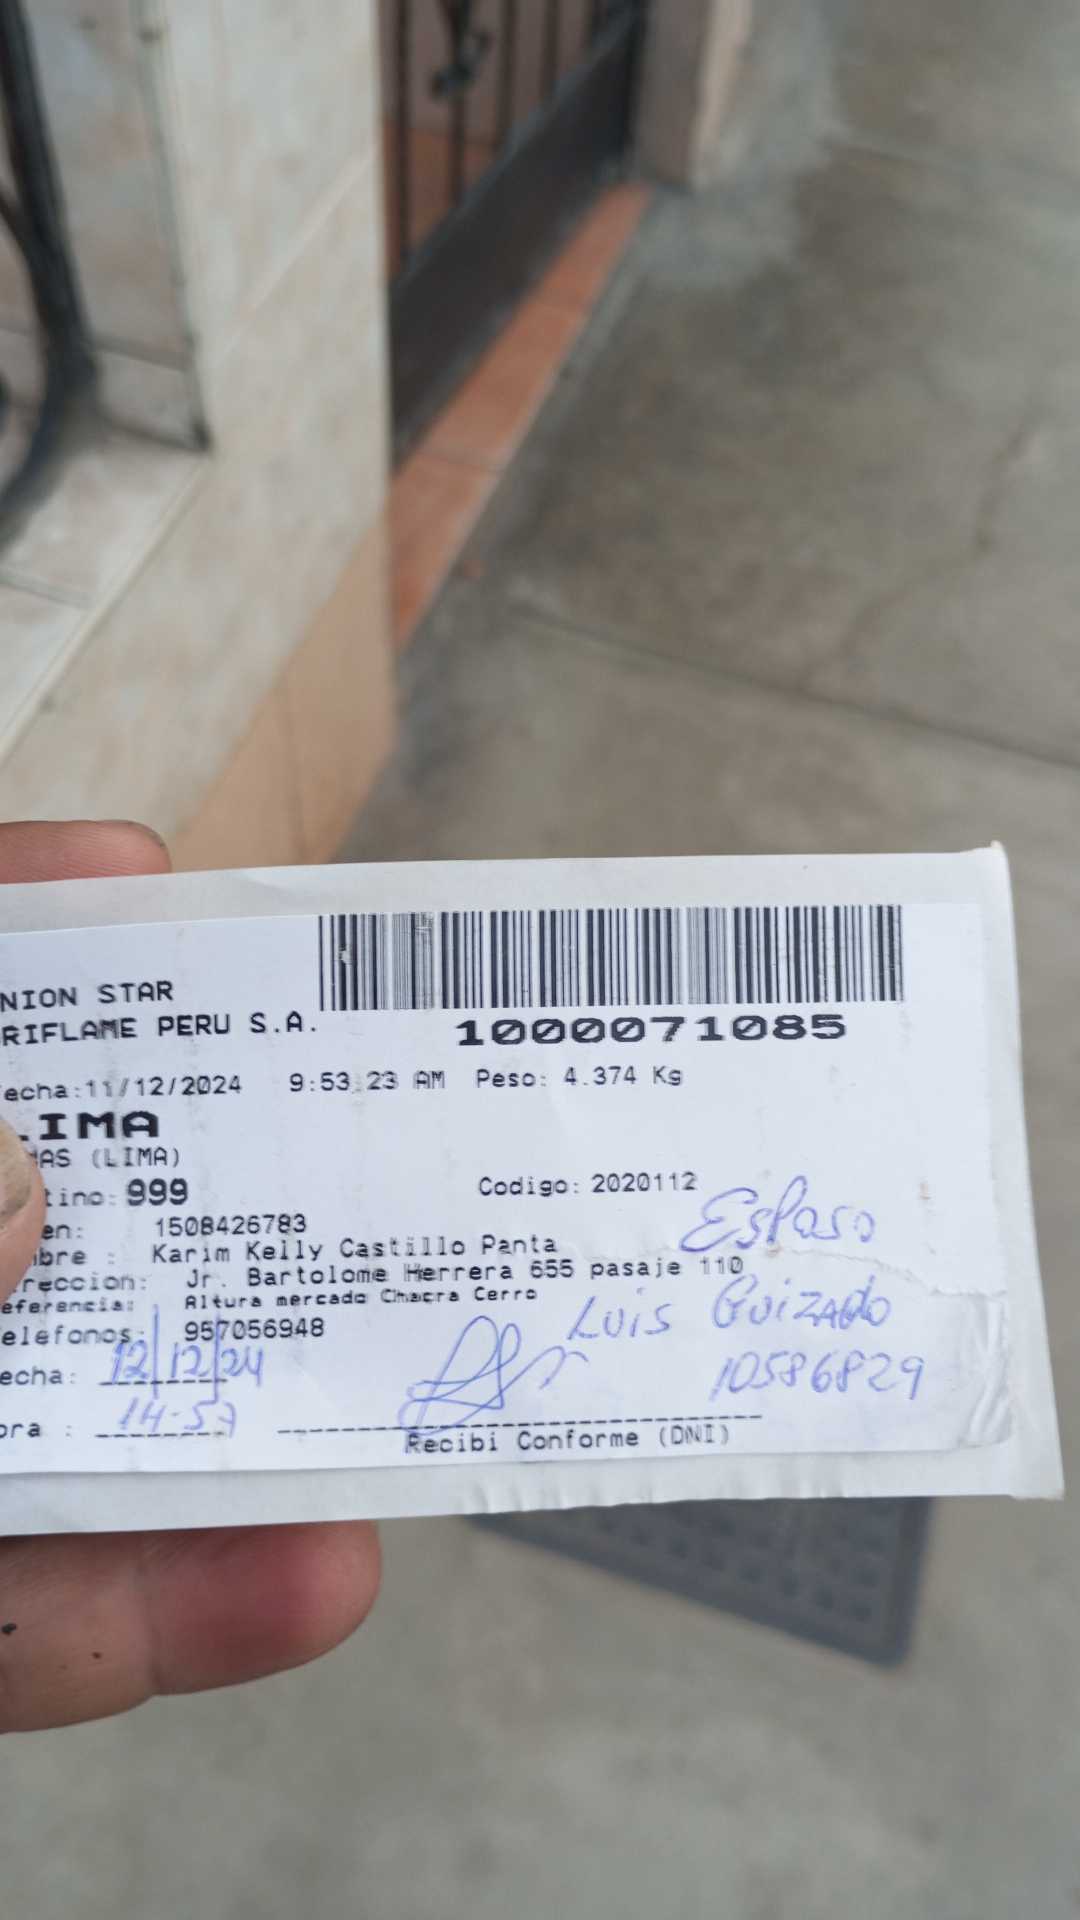 NION STAR
RIFLAME PERU S.A.
1000071085
echa:11/12/2024 9:53:23 AM Peso: 4.374 Kg
LIMA
MAS (LIMA)
tino: 999 Codigo: 2020112
en: 1508426783
Esposo
mbre : Karim Kelly Castillo Panta
reccion: Jr. Bartolome Herrera 655 pasaje 110
eferencia: Altura mercado Chacra Cerro
Luis Guizado
elefonos: 957056948
echa: 12/12/24
10586829
ora : 14-57
Recibi Conforme (DNI)